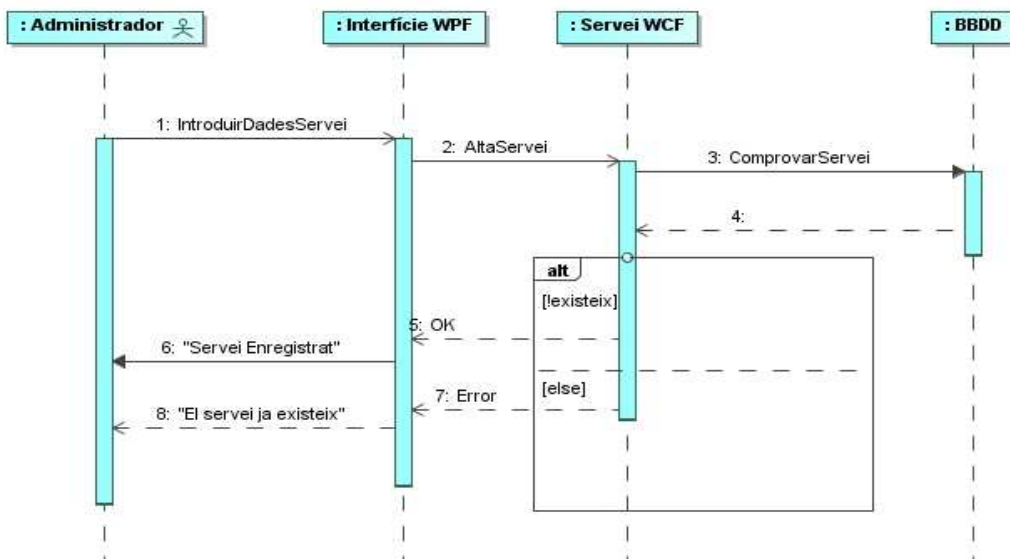 : Administrador
: Interfície WPF
: Servei WCF
: BBDD
1: IntroduirDadesServei
2: AltaServei
3: ComprovarServei
4:
alt
[!existeix]
5: OK
6: "Servei Enregistrat"
[else]
7: Error
8: "El servei ja existeix"